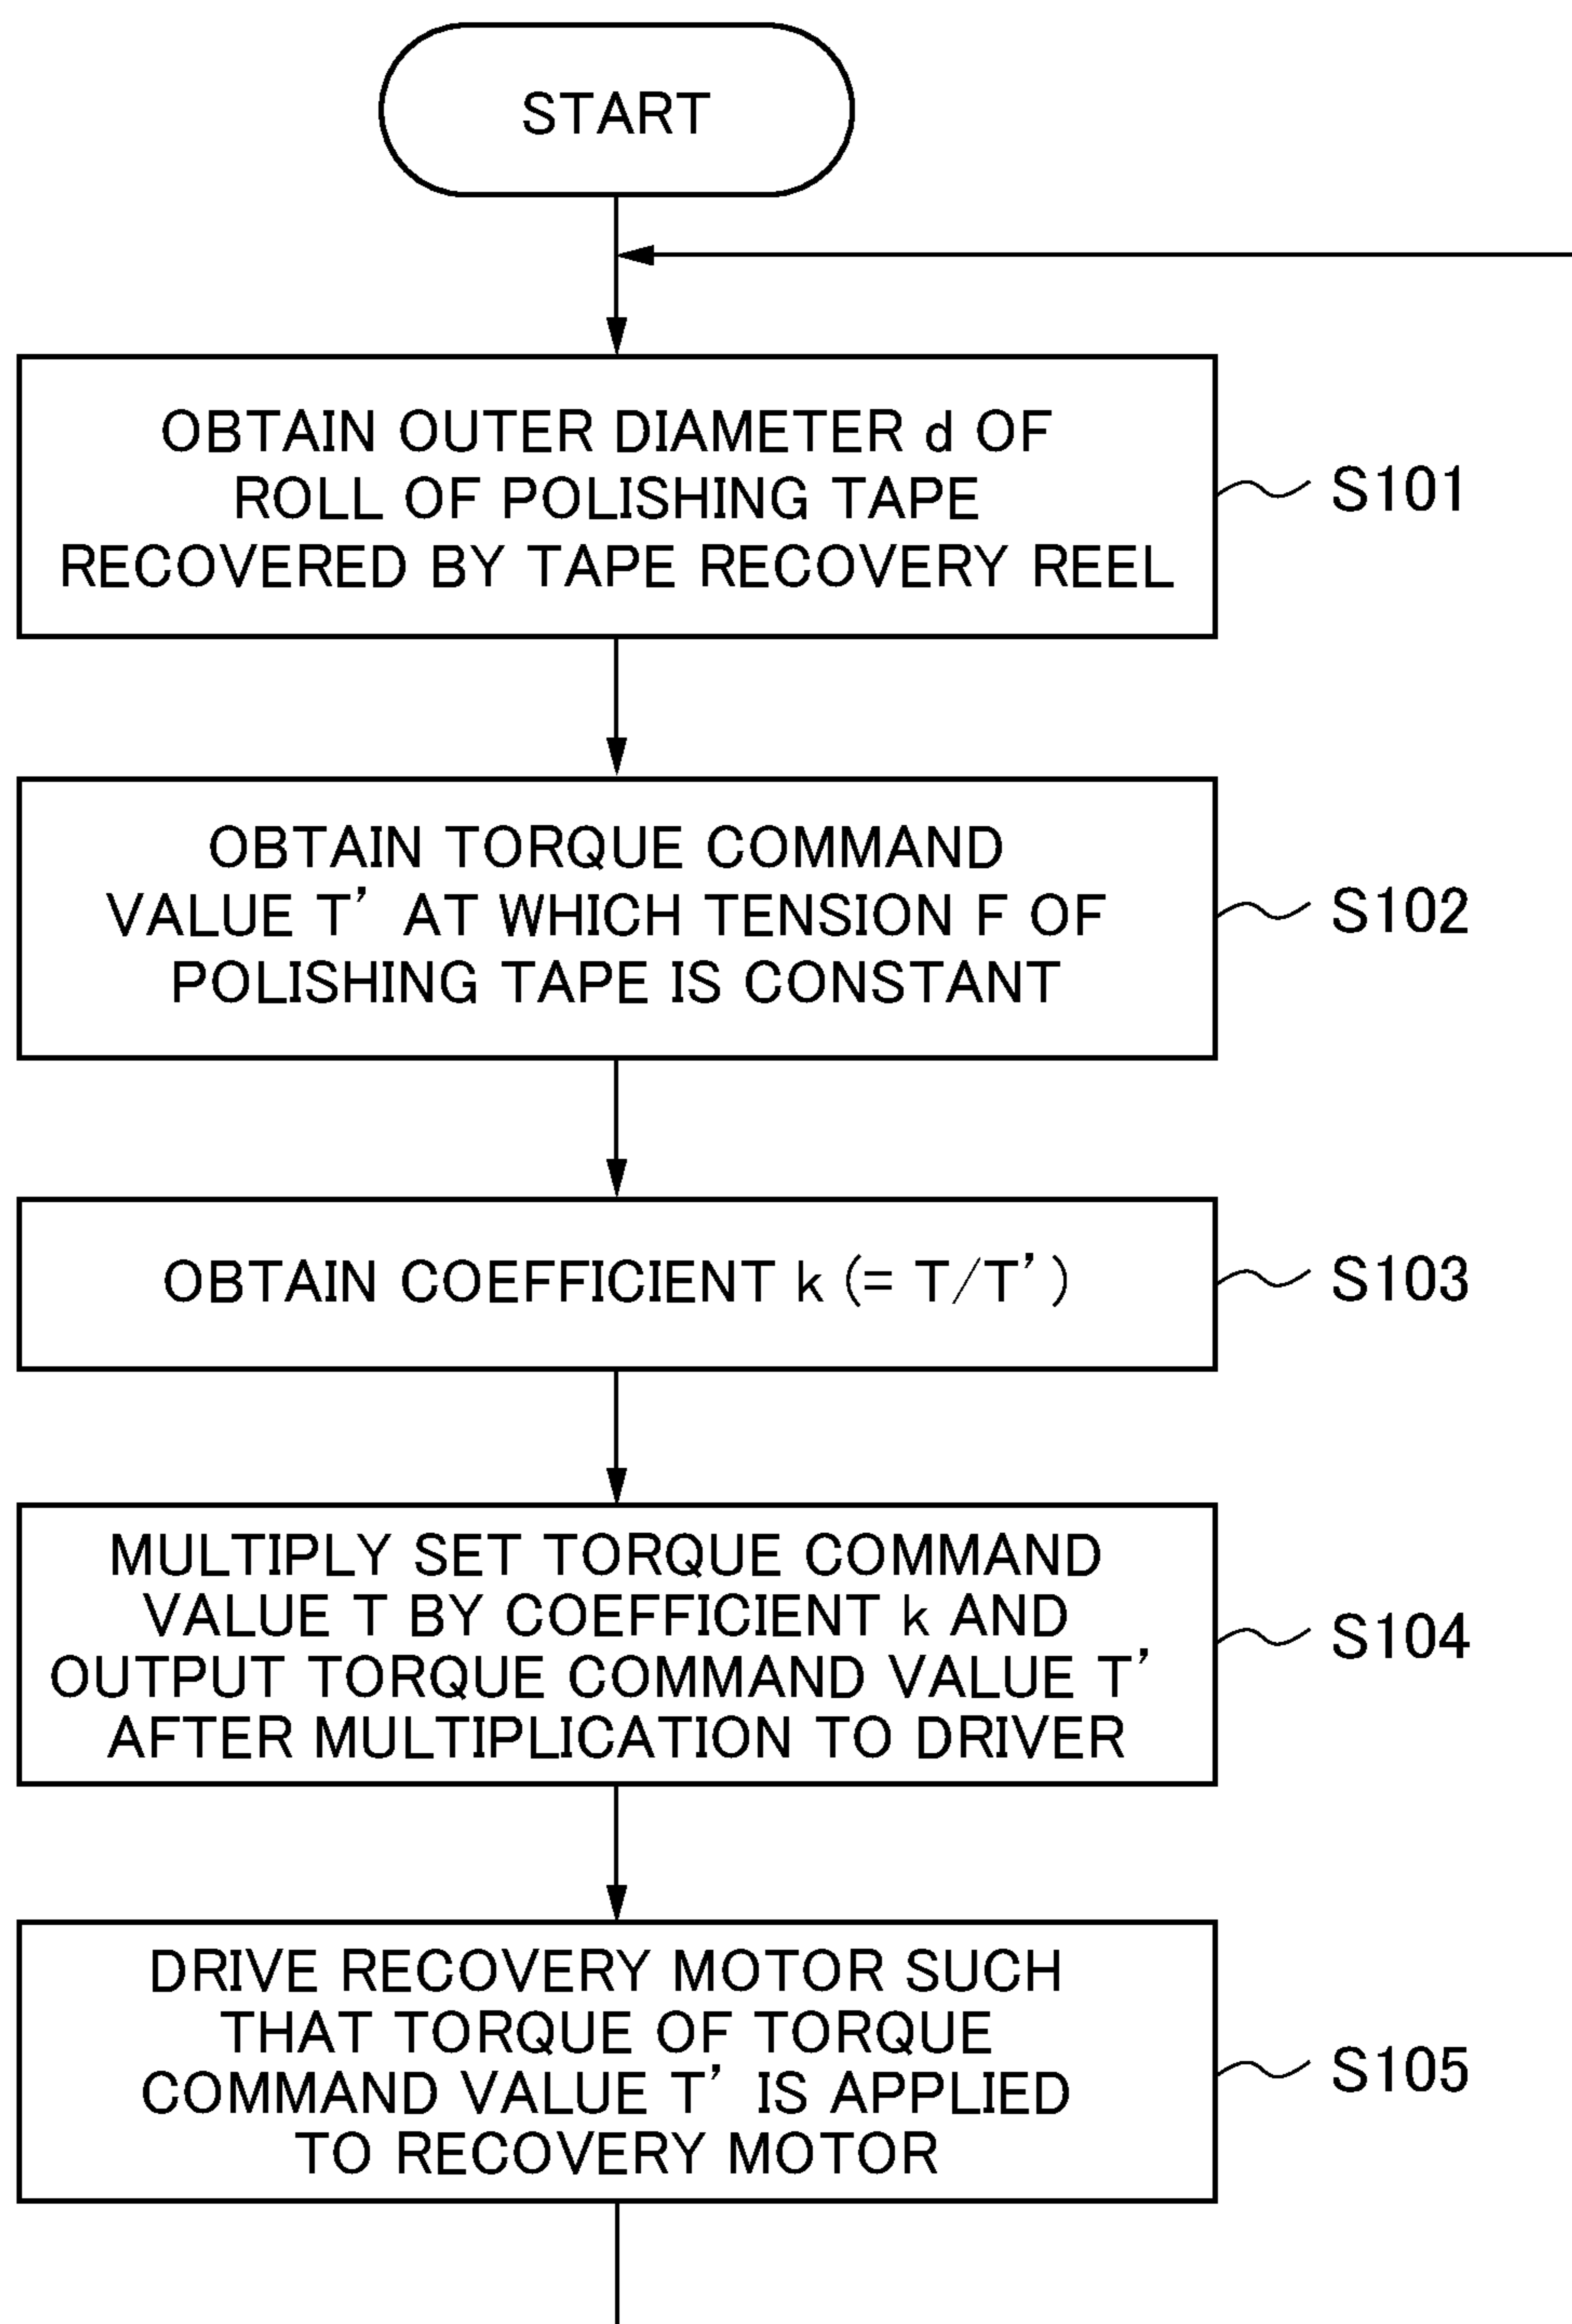 START
OBTAIN OUTER DIAMETER d OF
ROLL OF POLISHING TAPE
RECOVERED BY TAPE RECOVERY REEL
S101
OBTAIN TORQUE COMMAND
VALUE T' AT WHICH TENSION F OF
POLISHING TAPE IS CONSTANT
S102
OBTAIN COEFFICIENT k (= T/T')
S103
MULTIPLY SET TORQUE COMMAND
VALUE T BY COEFFICIENT k AND
OUTPUT TORQUE COMMAND VALUE T'
AFTER MULTIPLICATION TO DRIVER
S104
DRIVE RECOVERY MOTOR SUCH
THAT TORQUE OF TORQUE
COMMAND VALUE T' IS APPLIED
TO RECOVERY MOTOR
S105